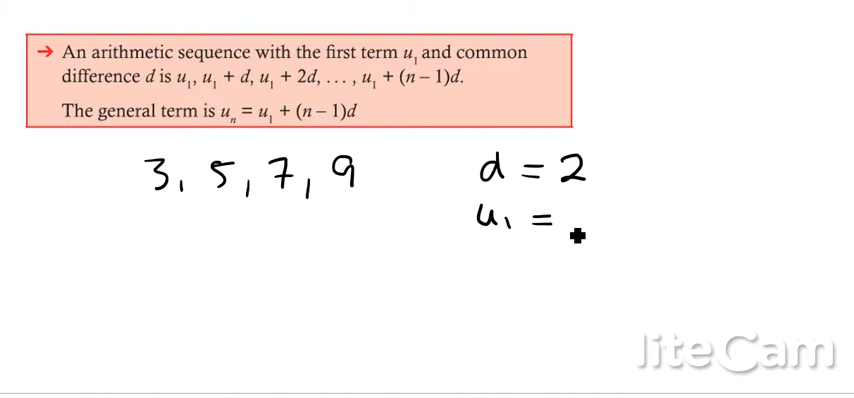 → An arithmetic sequence with the first term u₁ and common
difference d is u₁, u₁ + d, u₁ + 2d, ... , u₁ + (n – 1)d.
The general term is uₙ = u₁ + (n – 1)d
3, 5, 7, 9
d = 2
u₁ =
liteCam